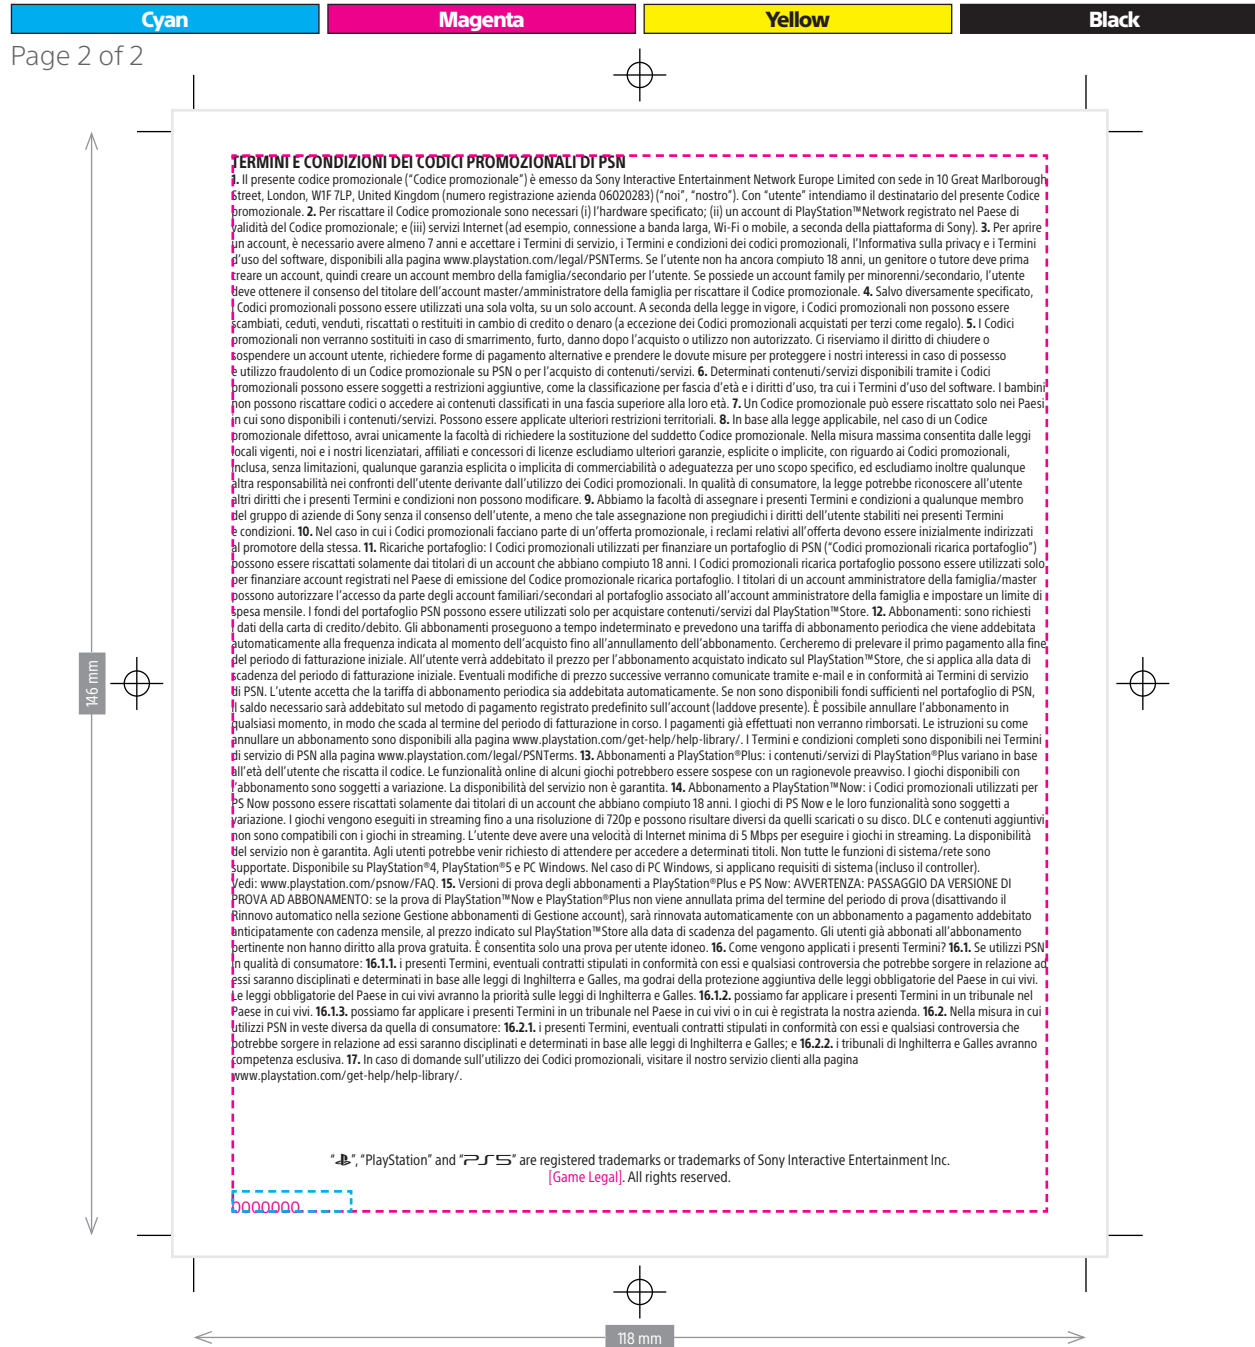 Cyan Magenta Yellow Black
Page 2 of 2
TERMINI E CONDIZIONI DEI CODICI PROMOZIONALI DI PSN
1. Il presente codice promozionale (“Codice promozionale”) è emesso da Sony Interactive Entertainment Network Europe Limited con sede in 10 Great Marlborough
Street, London, W1F 7LP, United Kingdom (numero registrazione azienda 06020283) (“noi", “nostro”). Con “utente” intendiamo il destinatario del presente Codice
promozionale. 2. Per riscattare il Codice promozionale sono necessari (i) l’hardware specificato; (ii) un account di PlayStation™Network registrato nel Paese di
validità del Codice promozionale; e (iii) servizi Internet (ad esempio, connessione a banda larga, Wi-Fi o mobile, a seconda della piattaforma di Sony). 3. Per aprire
un account, è necessario avere almeno 7 anni e accettare i Termini di servizio, i Termini e condizioni dei codici promozionali, l’Informativa sulla privacy e i Termini
d’uso del software, disponibili alla pagina www.playstation.com/legal/PSNTerms. Se l’utente non ha ancora compiuto 18 anni, un genitore o tutore deve prima
creare un account, quindi creare un account membro della famiglia/secondario per l’utente. Se possiede un account family per minorenni/secondario, l’utente
deve ottenere il consenso del titolare dell’account master/amministratore della famiglia per riscattare il Codice promozionale. 4. Salvo diversamente specificato,
i Codici promozionali possono essere utilizzati una sola volta, su un solo account. A seconda della legge in vigore, i Codici promozionali non possono essere
scambiati, ceduti, venduti, riscattati o restituiti in cambio di credito o denaro (a eccezione dei Codici promozionali acquistati per terzi come regalo). 5. I Codici
promozionali non verranno sostituiti in caso di smarrimento, furto, danno dopo l’acquisto o utilizzo non autorizzato. Ci riserviamo il diritto di chiudere o
sospendere un account utente, richiedere forme di pagamento alternative e prendere le dovute misure per proteggere i nostri interessi in caso di possesso
e utilizzo fraudolento di un Codice promozionale su PSN o per l’acquisto di contenuti/servizi. 6. Determinati contenuti/servizi disponibili tramite i Codici
promozionali possono essere soggetti a restrizioni aggiuntive, come la classificazione per fascia d’età e i diritti d’uso, tra cui i Termini d’uso del software. I bambini
non possono riscattare codici o accedere ai contenuti classificati in una fascia superiore alla loro età. 7. Un Codice promozionale può essere riscattato solo nei Paesi
in cui sono disponibili i contenuti/servizi. Possono essere applicate ulteriori restrizioni territoriali. 8. In base alla legge applicabile, nel caso di un Codice
promozionale difettoso, avrai unicamente la facoltà di richiedere la sostituzione del suddetto Codice promozionale. Nella misura massima consentita dalle leggi
locali vigenti, noi e i nostri licenziatari, affiliati e concessori di licenze escludiamo ulteriori garanzie, esplicite o implicite, con riguardo ai Codici promozionali,
inclusa, senza limitazioni, qualunque garanzia esplicita o implicita di commerciabilità o adeguatezza per uno scopo specifico, ed escludiamo inoltre qualunque
altra responsabilità nei confronti dell’utente derivante dall’utilizzo dei Codici promozionali. In qualità di consumatore, la legge potrebbe riconoscere all’utente
altri diritti che i presenti Termini e condizioni non possono modificare. 9. Abbiamo la facoltà di assegnare i presenti Termini e condizioni a qualunque membro
del gruppo di aziende di Sony senza il consenso dell’utente, a meno che tale assegnazione non pregiudichi i diritti dell’utente stabiliti nei presenti Termini
e condizioni. 10. Nel caso in cui i Codici promozionali facciano parte di un’offerta promozionale, i reclami relativi all’offerta devono essere inizialmente indirizzati
al promotore della stessa. 11. Ricariche portafoglio: I Codici promozionali utilizzati per finanziare un portafoglio di PSN (“Codici promozionali ricarica portafoglio”)
possono essere riscattati solamente dai titolari di un account che abbiano compiuto 18 anni. I Codici promozionali ricarica portafoglio possono essere utilizzati solo
per finanziare account registrati nel Paese di emissione del Codice promozionale ricarica portafoglio. I titolari di un account amministratore della famiglia/master
possono autorizzare l’accesso da parte degli account familiari/secondari al portafoglio associato all’account amministratore della famiglia e impostare un limite di
spesa mensile. I fondi del portafoglio PSN possono essere utilizzati solo per acquistare contenuti/servizi dal PlayStation™Store. 12. Abbonamenti: sono richiesti
i dati della carta di credito/debito. Gli abbonamenti proseguono a tempo indeterminato e prevedono una tariffa di abbonamento periodica che viene addebitata
automaticamente alla frequenza indicata al momento dell’acquisto fino all’annullamento dell’abbonamento. Cercheremo di prelevare il primo pagamento alla fine
del periodo di fatturazione iniziale. All’utente verrà addebitato il prezzo per l’abbonamento acquistato indicato sul PlayStation™Store, che si applica alla data di
scadenza del periodo di fatturazione iniziale. Eventuali modifiche di prezzo successive verranno comunicate tramite e-mail e in conformità ai Termini di servizio
di PSN. L’utente accetta che la tariffa di abbonamento periodica sia addebitata automaticamente. Se non sono disponibili fondi sufficienti nel portafoglio di PSN,
il saldo necessario sarà addebitato sul metodo di pagamento registrato predefinito sull’account (laddove presente). È possibile annullare l’abbonamento in
qualsiasi momento, in modo che scada al termine del periodo di fatturazione in corso. I pagamenti già effettuati non verranno rimborsati. Le istruzioni su come
annullare un abbonamento sono disponibili alla pagina www.playstation.com/get-help/help-library/. I Termini e condizioni completi sono disponibili nei Termini
di servizio di PSN alla pagina www.playstation.com/legal/PSNTerms. 13. Abbonamenti a PlayStation®Plus: i contenuti/servizi di PlayStation®Plus variano in base
all’età dell’utente che riscatta il codice. Le funzionalità online di alcuni giochi potrebbero essere sospese con un ragionevole preavviso. I giochi disponibili con
l’abbonamento sono soggetti a variazione. La disponibilità del servizio non è garantita. 14. Abbonamento a PlayStation™Now: i Codici promozionali utilizzati per
PS Now possono essere riscattati solamente dai titolari di un account che abbiano compiuto 18 anni. I giochi di PS Now e le loro funzionalità sono soggetti a
variazione. I giochi vengono eseguiti in streaming fino a una risoluzione di 720p e possono risultare diversi da quelli scaricati o su disco. DLC e contenuti aggiuntivi
non sono compatibili con i giochi in streaming. L’utente deve avere una velocità di Internet minima di 5 Mbps per eseguire i giochi in streaming. La disponibilità
del servizio non è garantita. Agli utenti potrebbe venir richiesto di attendere per accedere a determinati titoli. Non tutte le funzioni di sistema/rete sono
supportate. Disponibile su PlayStation®4, PlayStation®5 e PC Windows. Nel caso di PC Windows, si applicano requisiti di sistema (incluso il controller).
Vedi: www.playstation.com/psnow/FAQ. 15. Versioni di prova degli abbonamenti a PlayStation®Plus e PS Now: AVVERTENZA: PASSAGGIO DA VERSIONE DI
PROVA AD ABBONAMENTO: se la prova di PlayStation™Now e PlayStation®Plus non viene annullata prima del termine del periodo di prova (disattivando il
Rinnovo automatico nella sezione Gestione abbonamenti di Gestione account), sarà rinnovata automaticamente con un abbonamento a pagamento addebitato
anticipatamente con cadenza mensile, al prezzo indicato sul PlayStation™Store alla data di scadenza del pagamento. Gli utenti già abbonati all’abbonamento
pertinente non hanno diritto alla prova gratuita. È consentita solo una prova per utente idoneo. 16. Come vengono applicati i presenti Termini? 16.1. Se utilizzi PSN
in qualità di consumatore: 16.1.1. i presenti Termini, eventuali contratti stipulati in conformità con essi e qualsiasi controversia che potrebbe sorgere in relazione ad
essi saranno disciplinati e determinati in base alle leggi di Inghilterra e Galles, ma godrai della protezione aggiuntiva delle leggi obbligatorie del Paese in cui vivi.
Le leggi obbligatorie del Paese in cui vivi avranno la priorità sulle leggi di Inghilterra e Galles. 16.1.2. possiamo far applicare i presenti Termini in un tribunale nel
Paese in cui vivi. 16.1.3. possiamo far applicare i presenti Termini in un tribunale nel Paese in cui vivi o in cui è registrata la nostra azienda. 16.2. Nella misura in cui
utilizzi PSN in veste diversa da quella di consumatore: 16.2.1. i presenti Termini, eventuali contratti stipulati in conformità con essi e qualsiasi controversia che
potrebbe sorgere in relazione ad essi saranno disciplinati e determinati in base alle leggi di Inghilterra e Galles; e 16.2.2. i tribunali di Inghilterra e Galles avranno
competenza esclusiva. 17. In caso di domande sull’utilizzo dei Codici promozionali, visitare il nostro servizio clienti alla pagina
www.playstation.com/get-help/help-library/.
146 mm
“ ”, “PlayStation” and “PS5” are registered trademarks or trademarks of Sony Interactive Entertainment Inc.
[Game Legal]. All rights reserved.
0000000
118 mm